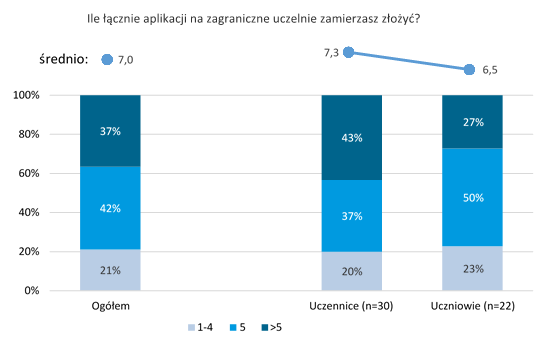 Ile łącznie aplikacji na zagraniczne uczelnie zamierzasz złożyć?
średnio: 7,0 7,3 6,5
100%
80%
60%
40%
20%
0%
37% 43% 27%
42% 37% 50%
21% 20% 23%
Ogółem Uczennice (n=30) Uczniowie (n=22)
1-4 5 >5